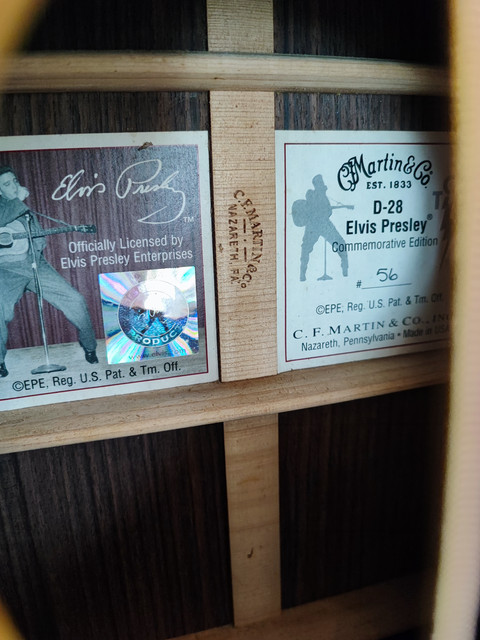 Elvis Presley
TM
Officially Licensed by
Elvis Presley Enterprises
PRODUCT
©EPE, Reg. U.S. Pat. & Tm. Off.
C.F. MARTIN & Co
NAZARETH, PA.
C.F. Martin & Co.
EST. 1833
D-28
Elvis Presley®
Commemorative Edition
# 56
©EPE, Reg. U.S. Pat. & Tm. Off.
C. F. MARTIN & CO., IN
Nazareth, Pennsylvania • Made in USA